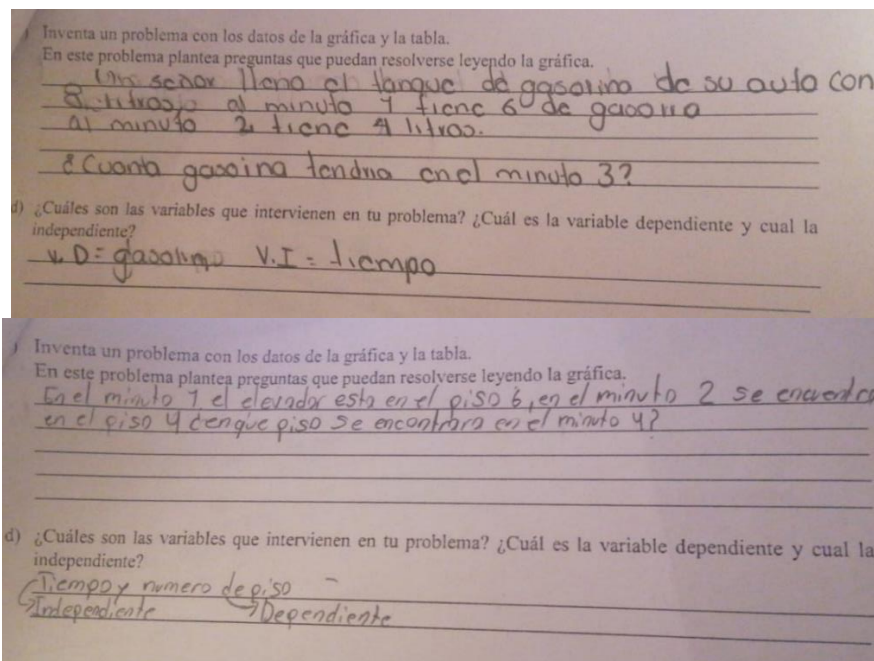 Inventa un problema con los datos de la gráfica y la tabla.
En este problema plantea preguntas que puedan resolverse leyendo la gráfica.
Un señor lleno el tanque de gasolina de su auto con
8 litros al minuto 1 tiene 6 de gasolina
al minuto 2 tiene 4 litros.
¿Cuanta gasoina tendria en el minuto 3?
d) ¿Cuáles son las variables que intervienen en tu problema? ¿Cuál es la variable dependiente y cual la
independiente?
V.D= gasolina V.I = tiempo
Inventa un problema con los datos de la gráfica y la tabla.
En este problema plantea preguntas que puedan resolverse leyendo la gráfica.
En el minuto 1 el elevador esta en el piso 6, en el minuto 2 se encuentra
en el piso 4 ¿en que piso se encontrara en el minuto 4?
d) ¿Cuáles son las variables que intervienen en tu problema? ¿Cuál es la variable dependiente y cual la
independiente?
Tiempo y numero de piso
Independiente Dependiente